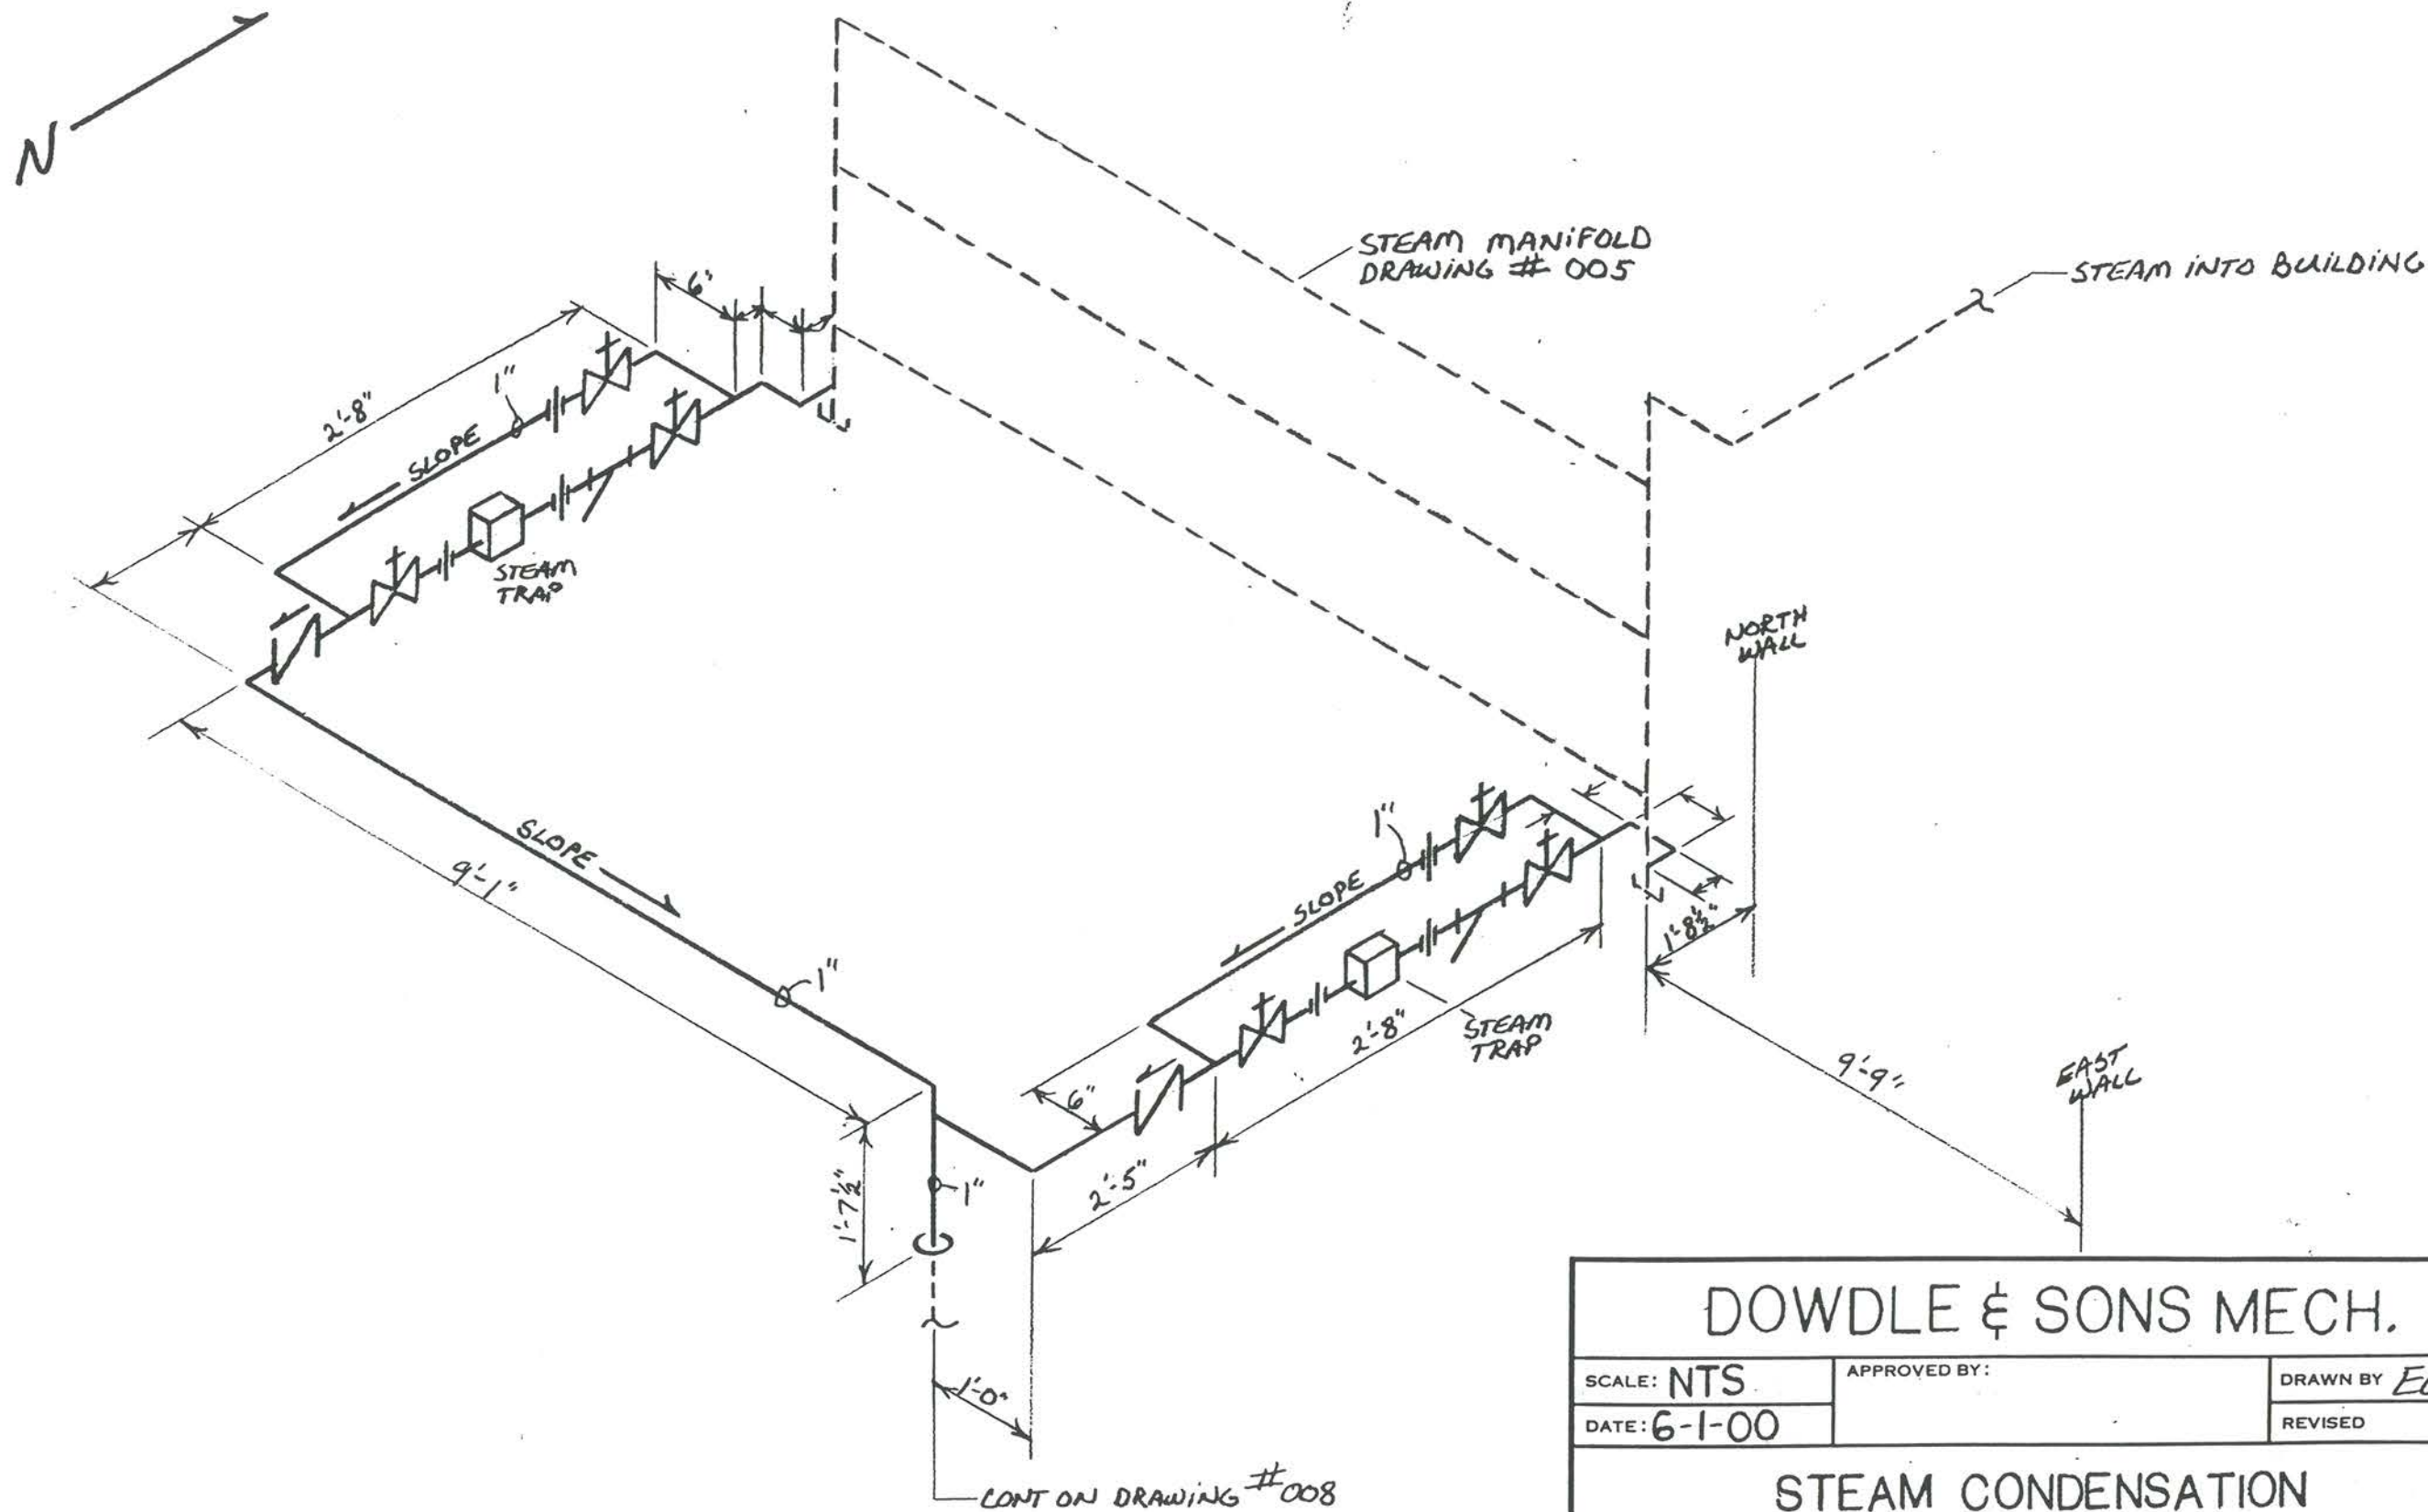 N
STEAM MANIFOLD
DRAWING # 005
STEAM INTO BUILDING
6"
2'-8"
1"
SLOPE
STEAM
TRAP
NORTH
WALL
SLOPE
9'-1"
1"
1"
SLOPE
1'-8½"
STEAM
TRAP
2'-8"
9'-9"
EAST
WALL
6"
2'-5"
1'-7½"
1"
1'-0"
CONT ON DRAWING #008
DOWDLE & SONS MECH.
SCALE: NTS
APPROVED BY:
DRAWN BY
DATE: 6-1-00
REVISED
STEAM CONDENSATION